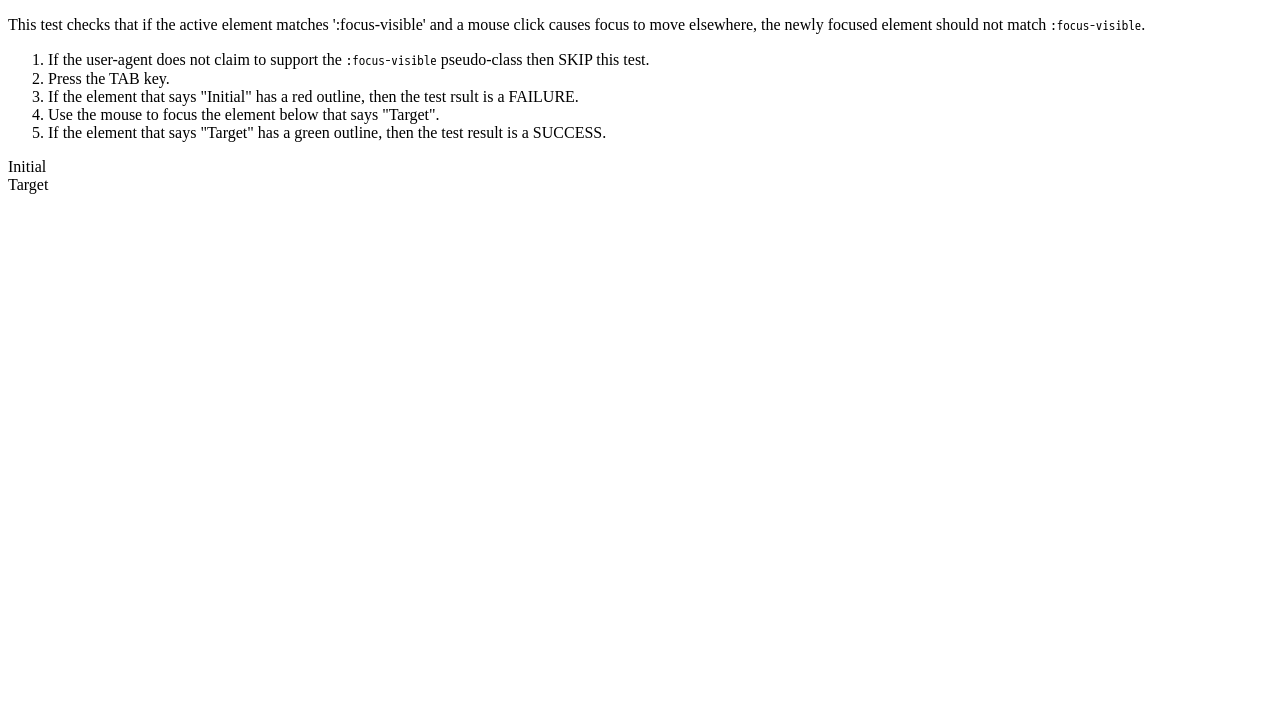 This test checks that if the active element matches ':focus-visible' and a mouse click causes focus to move elsewhere, the newly focused element should not match :focus-visible.
1. If the user-agent does not claim to support the :focus-visible pseudo-class then SKIP this test.
2. Press the TAB key.
3. If the element that says "Initial" has a red outline, then the test rsult is a FAILURE.
4. Use the mouse to focus the element below that says "Target".
5. If the element that says "Target" has a green outline, then the test result is a SUCCESS.
Initial
Target